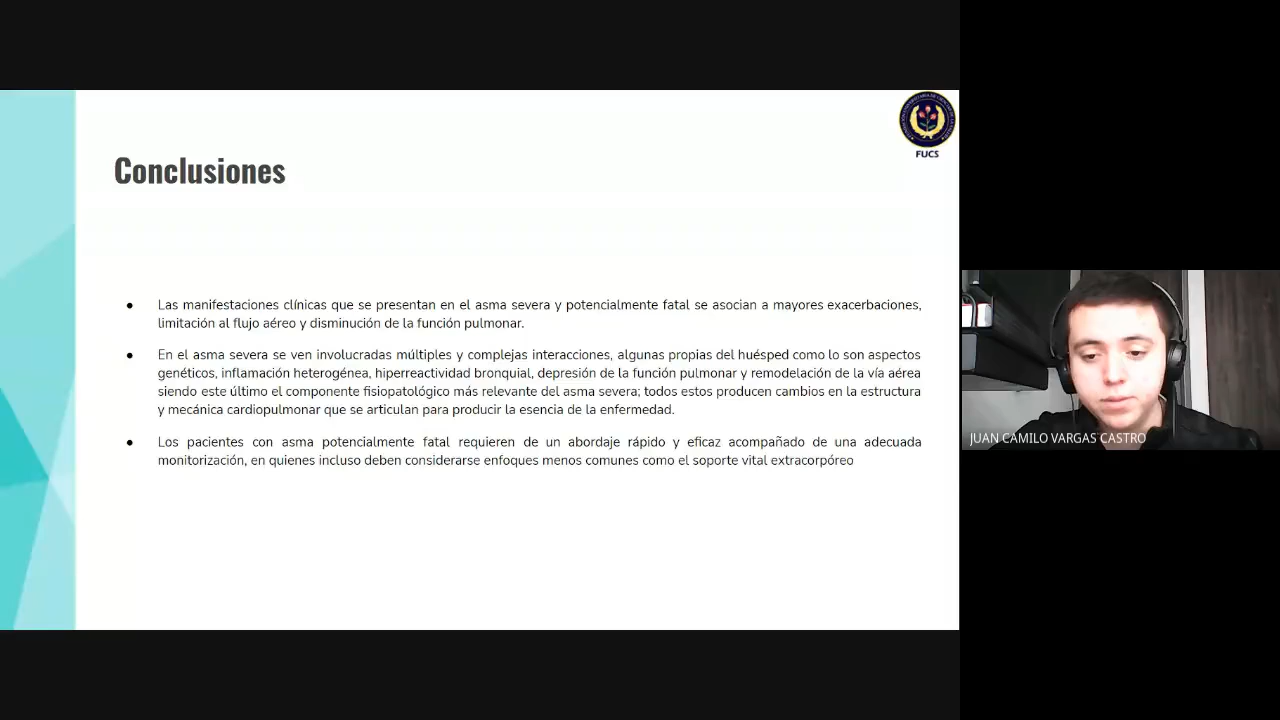 FUCS
Conclusiones
● Las manifestaciones clínicas que se presentan en el asma severa y potencialmente fatal se asocian a mayores exacerbaciones,
limitación al flujo aéreo y disminución de la función pulmonar.
● En el asma severa se ven involucradas múltiples y complejas interacciones, algunas propias del huésped como lo son aspectos
genéticos, inflamación heterogénea, hiperreactividad bronquial, depresión de la función pulmonar y remodelación de la vía aérea
siendo este último el componente fisiopatológico más relevante del asma severa; todos estos producen cambios en la estructura
y mecánica cardiopulmonar que se articulan para producir la esencia de la enfermedad.
● Los pacientes con asma potencialmente fatal requieren de un abordaje rápido y eficaz acompañado de una adecuada
monitorización, en quienes incluso deben considerarse enfoques menos comunes como el soporte vital extracorpóreo
JUAN CAMILO VARGAS CASTRO